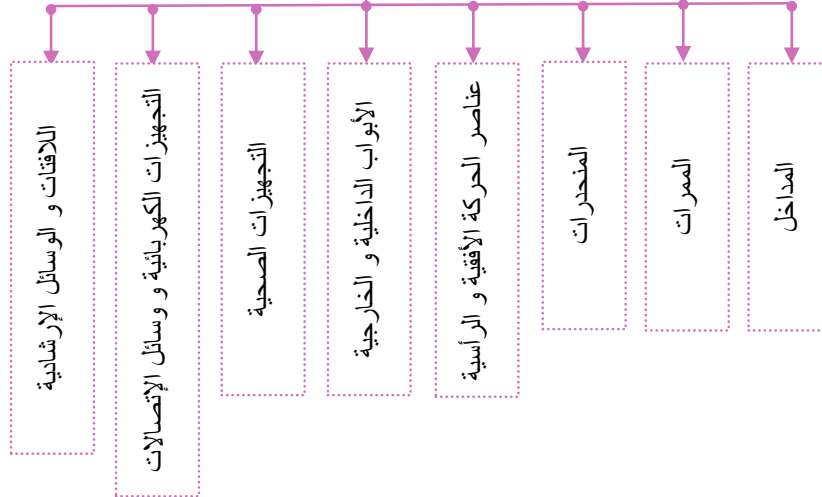 المداخل
الممرات
المنحدرات
عناصر الحركة الأفقية و الرأسية
الأبواب الداخلية و الخارجية
التجهيزات الصحية
التجهيزات الكهربائية و وسائل الإتصالات
اللافتات و الوسائل الإرشادية